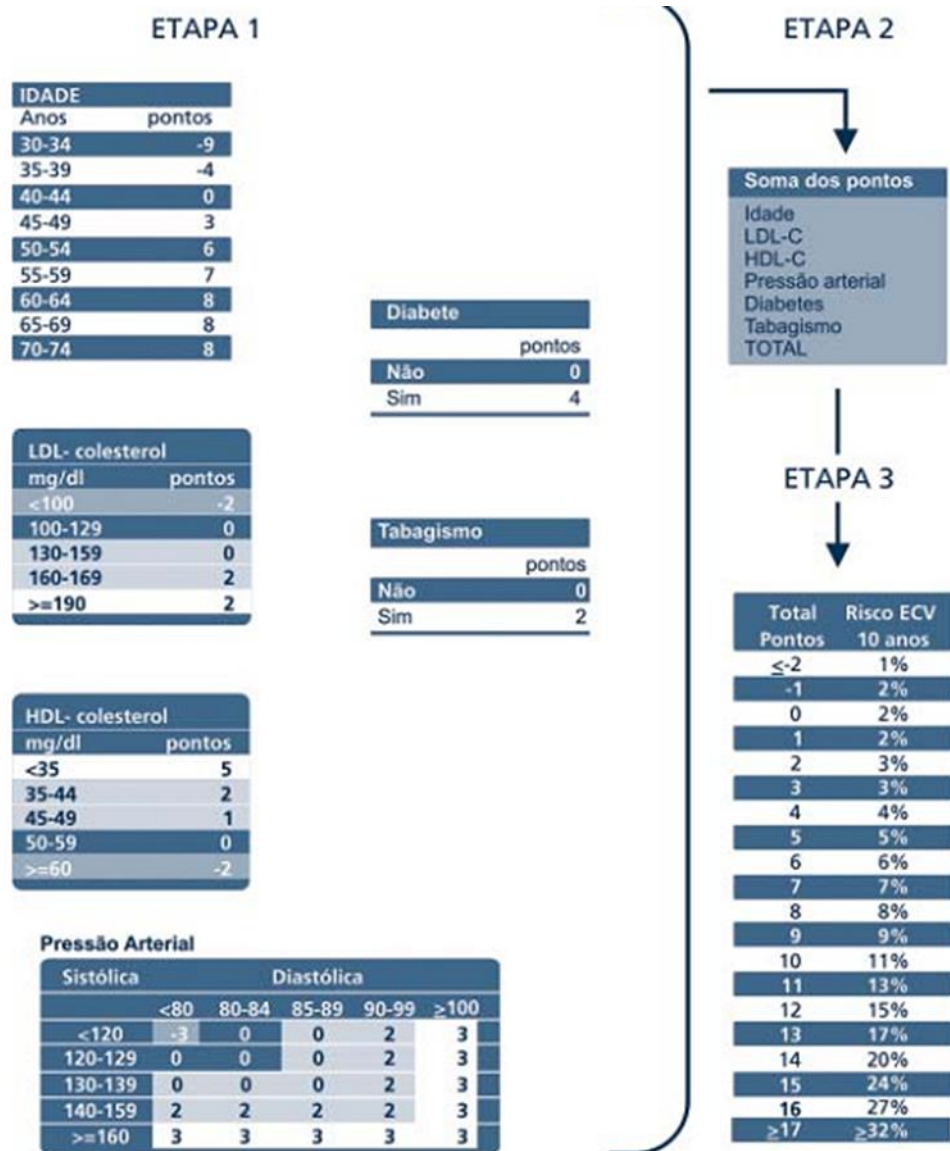 ETAPA 1
IDADE
Anos pontos
30-34 -9
35-39 -4
40-44 0
45-49 3
50-54 6
55-59 7
60-64 8
65-69 8
70-74 8
LDL- colesterol
mg/dl pontos
<100 -2
100-129 0
130-159 0
160-169 2
>=190 2
HDL- colesterol
mg/dl pontos
<35 5
35-44 2
45-49 1
50-59 0
>=60 -2
Pressão Arterial
Sistólica Diastólica
<80 80-84 85-89 90-99 ≥100
<120 -3 0 0 2 3
120-129 0 0 0 2 3
130-139 0 0 0 2 3
140-159 2 2 2 2 3
>=160 3 3 3 3 3
Diabete
pontos
Não 0
Sim 4
Tabagismo
pontos
Não 0
Sim 2
ETAPA 2
Soma dos pontos
Idade
LDL-C
HDL-C
Pressão arterial
Diabetes
Tabagismo
TOTAL
ETAPA 3
Total Risco ECV
Pontos 10 anos
≤-2 1%
-1 2%
0 2%
1 2%
2 3%
3 3%
4 4%
5 5%
6 6%
7 7%
8 8%
9 9%
10 11%
11 13%
12 15%
13 17%
14 20%
15 24%
16 27%
≥17 ≥32%